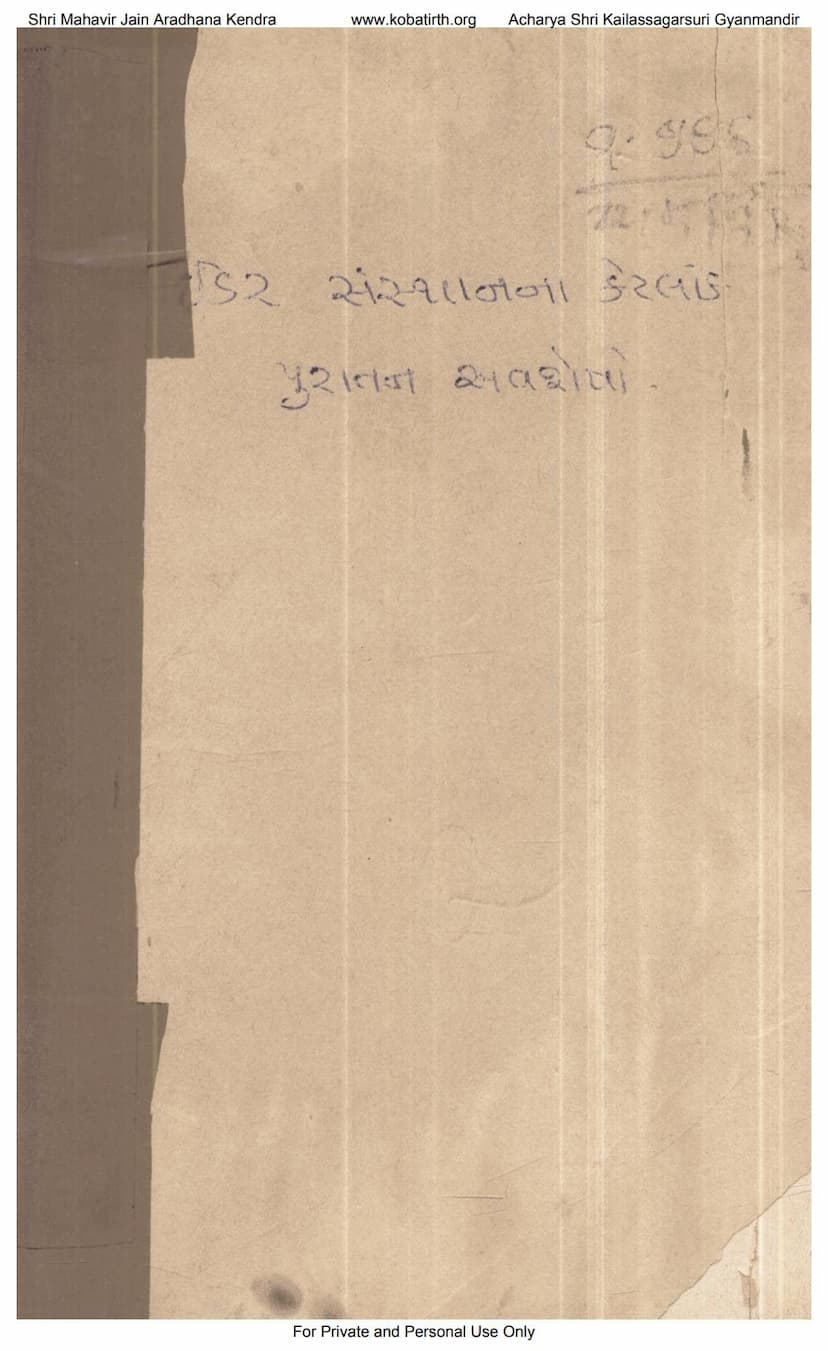 Shri Mahavir Jain Aradhana Kendra www.kobatirth.org Acharya Shri Kailassagarsuri Gyanmandir
ઈડર સંસ્થાનના કેટલાંક
પુરાતન અવશેષો.
For Private and Personal Use Only